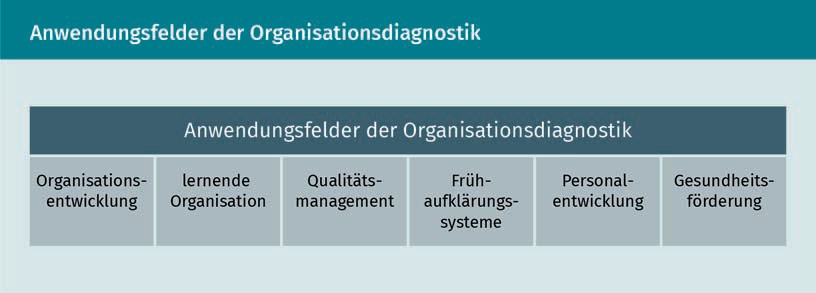 Anwendungsfelder der Organisationsdiagnostik
Anwendungsfelder der Organisationsdiagnostik
Organisations-
entwicklung
lernende
Organisation
Qualitäts-
management
Früh-
aufklärungs-
systeme
Personal-
entwicklung
Gesundheits-
förderung